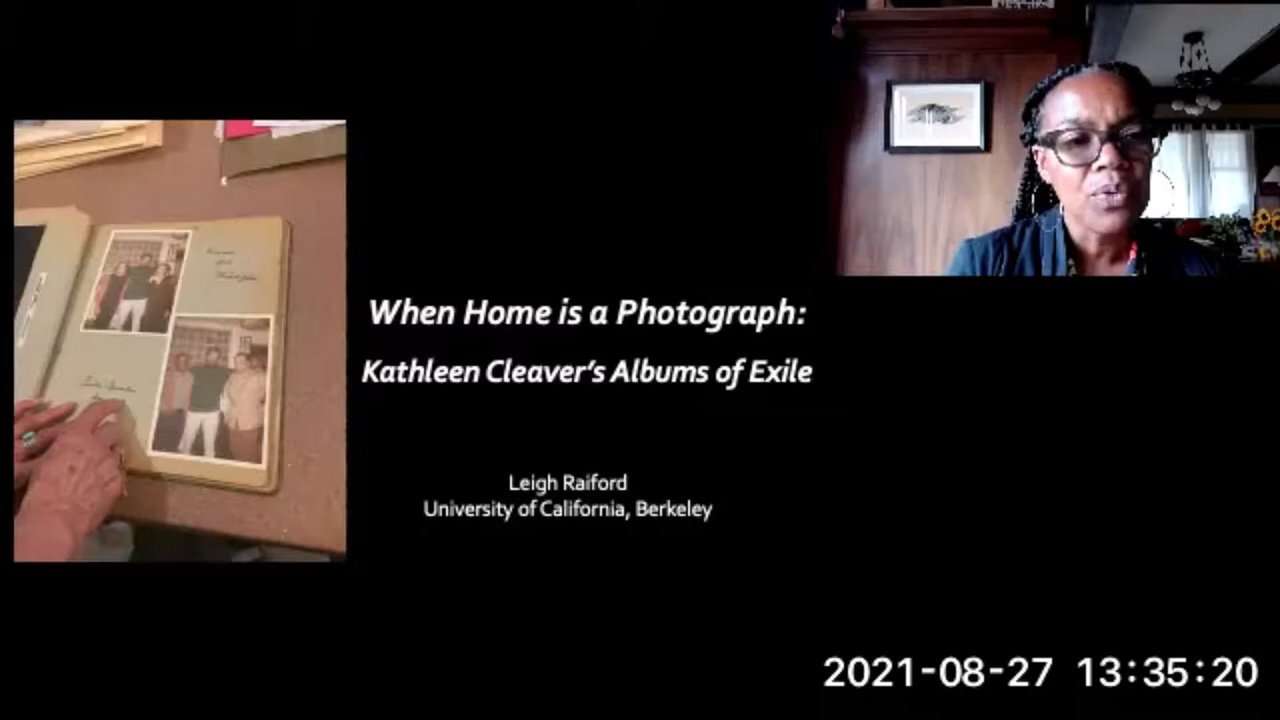 When Home is a Photograph:
Kathleen Cleaver's Albums of Exile
Leigh Raiford
University of California, Berkeley
2021-08-27 13:35:20